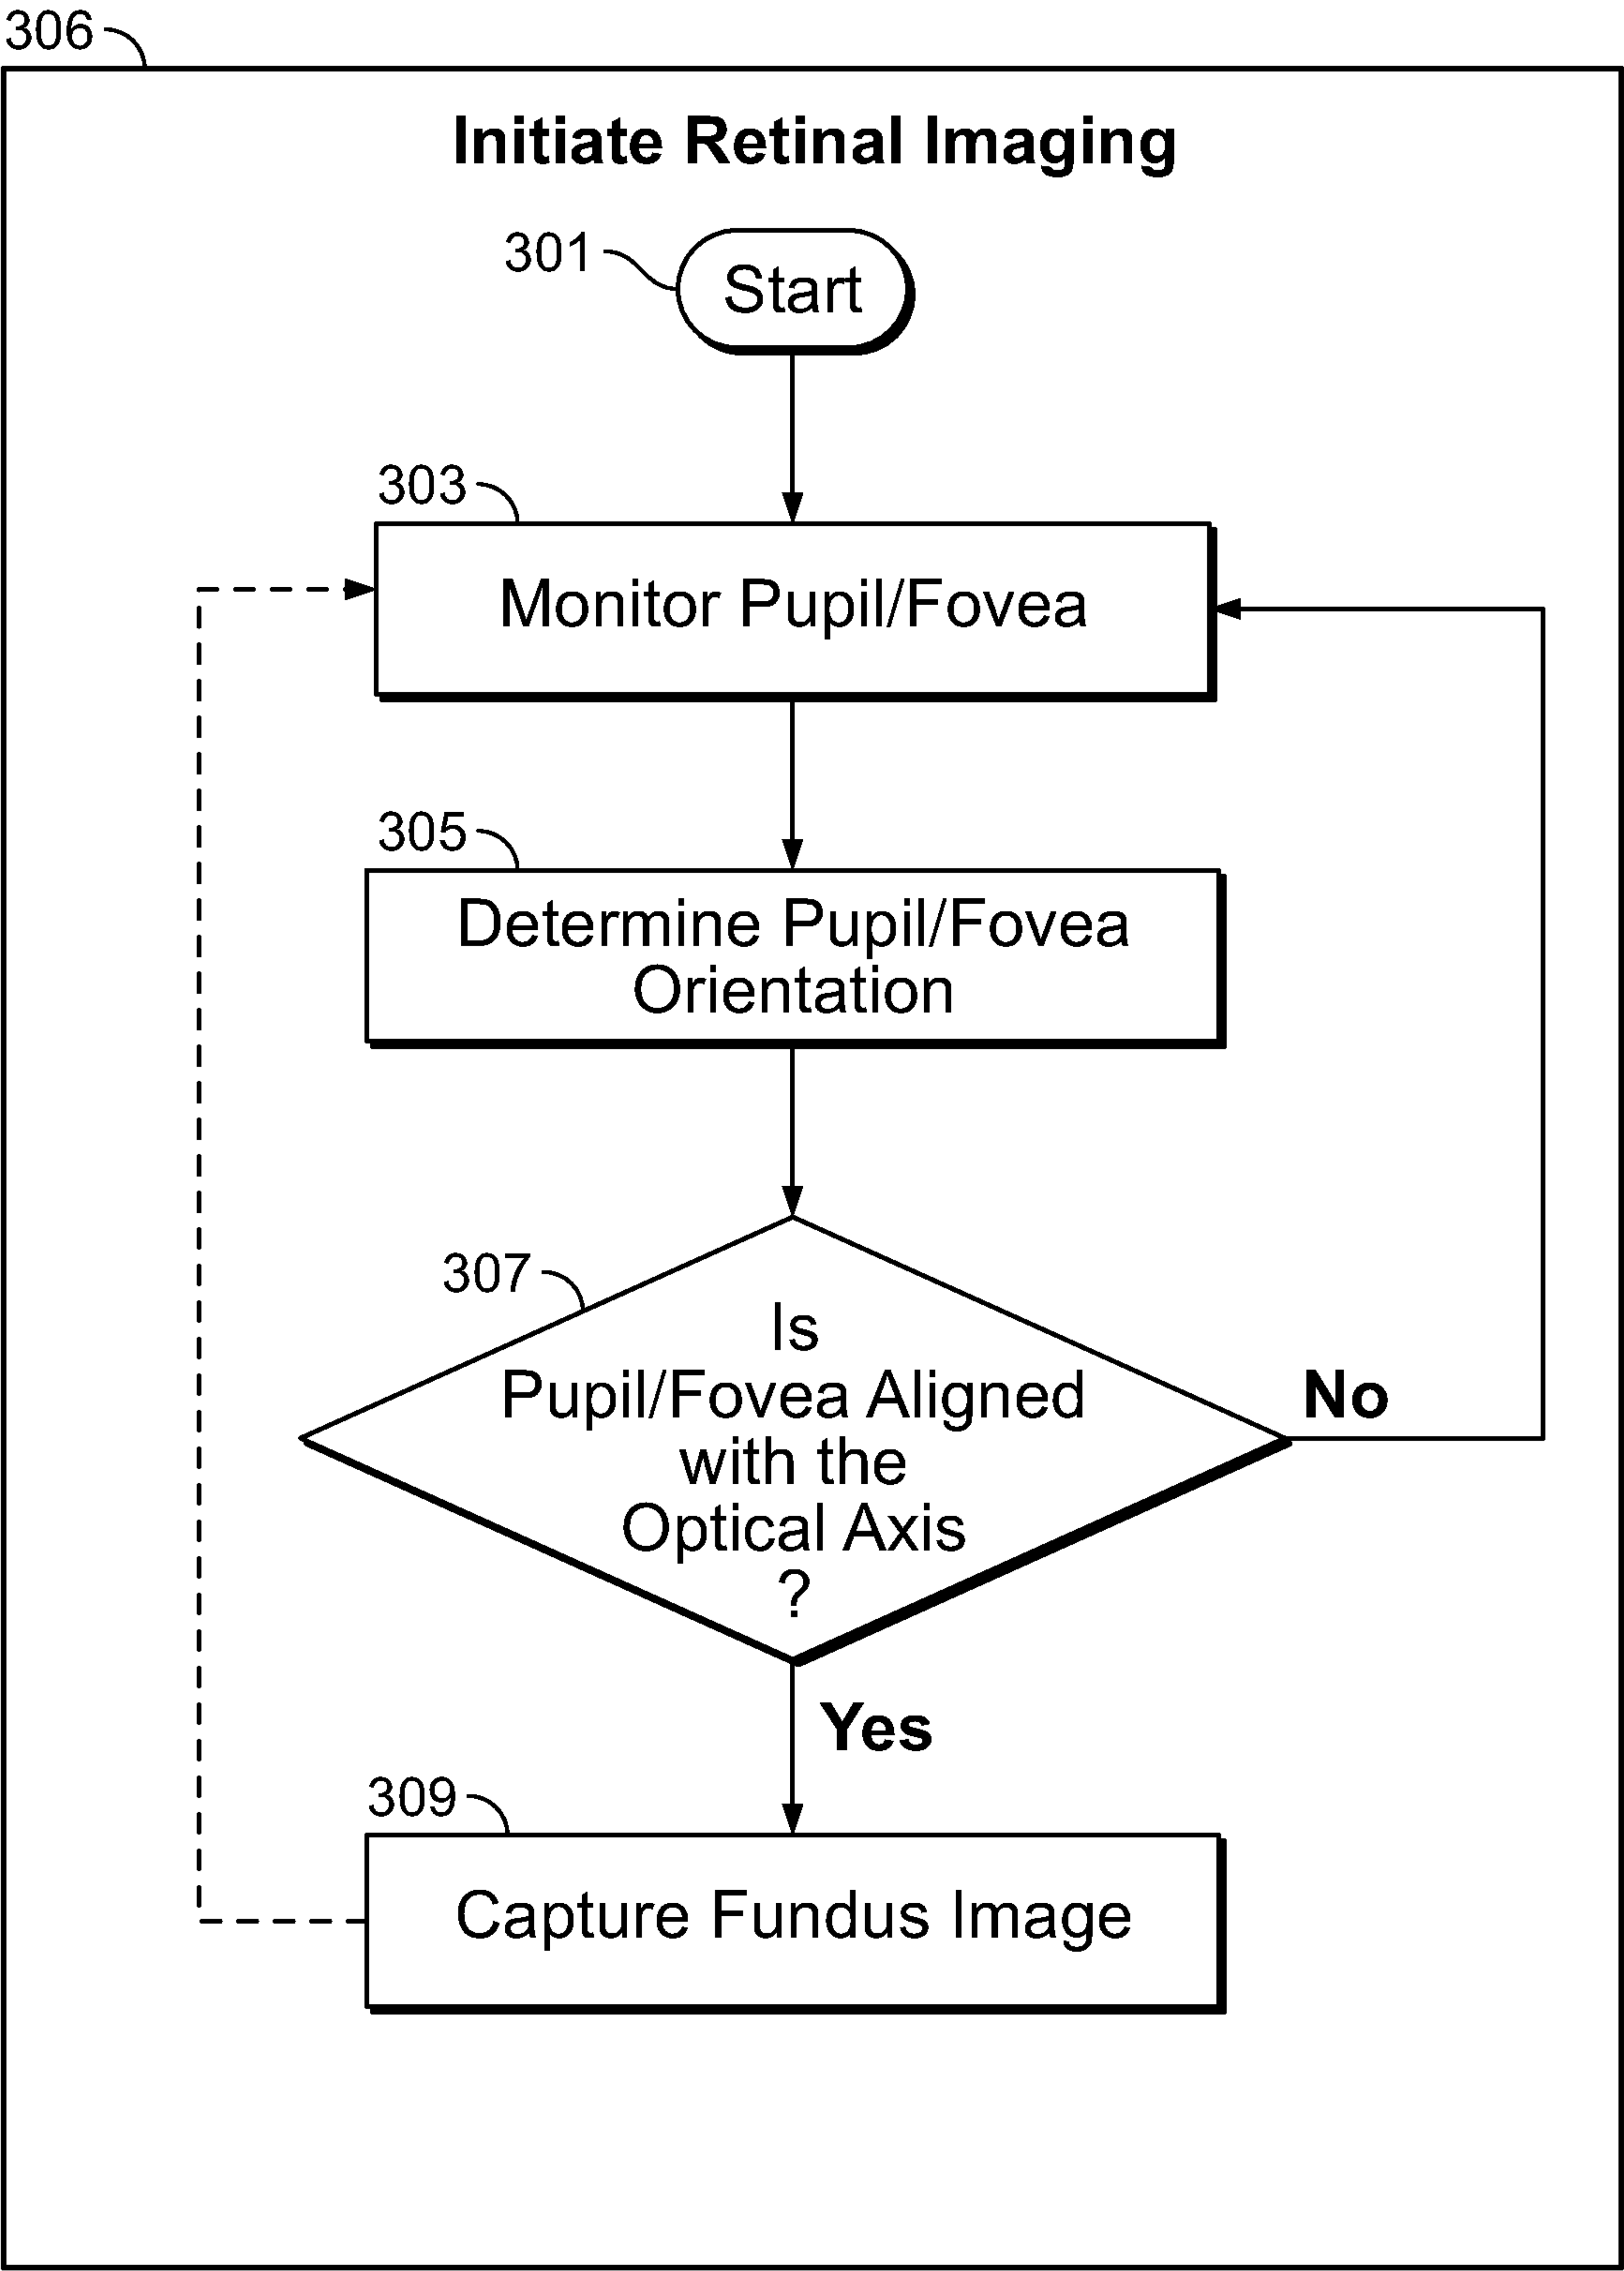 306
Initiate Retinal Imaging
301
Start
303
Monitor Pupil/Fovea
305
Determine Pupil/Fovea
Orientation
307
Is
Pupil/Fovea Aligned
with the
Optical Axis
?
No
Yes
309
Capture Fundus Image